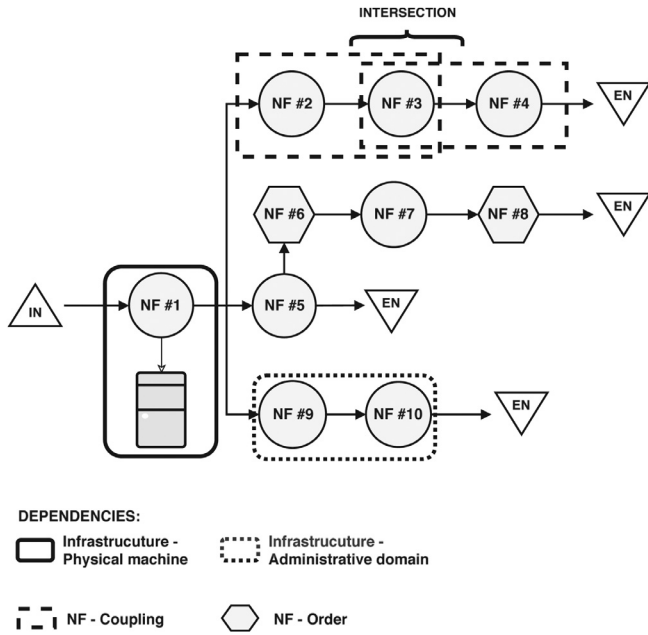 INTERSECTION
NF #2
NF #3
NF #4
EN
NF #6
NF #7
NF #8
EN
IN
NF #1
NF #5
EN
NF #9
NF #10
EN
DEPENDENCIES:
Infrastrucuture -
Physical machine
Infrastrucuture -
Administrative domain
NF - Coupling
NF - Order